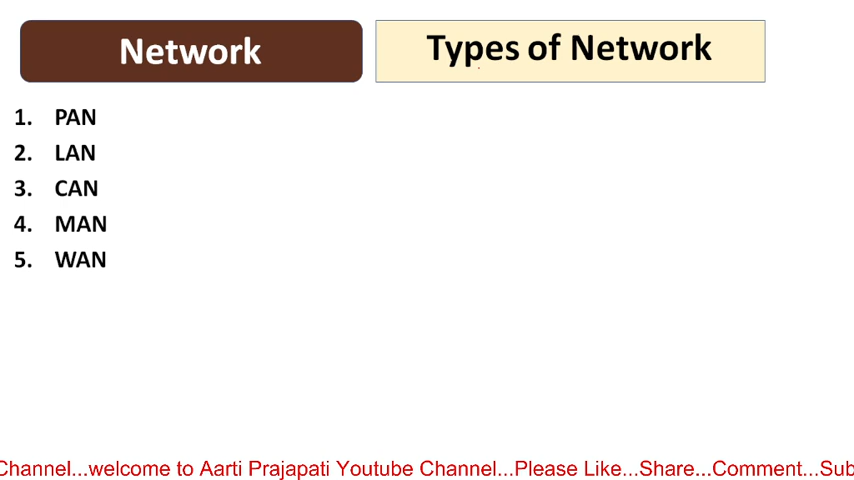 Network
Types of Network
1. PAN
2. LAN
3. CAN
4. MAN
5. WAN
Channel...welcome to Aarti Prajapati Youtube Channel...Please Like...Share...Comment...Sub